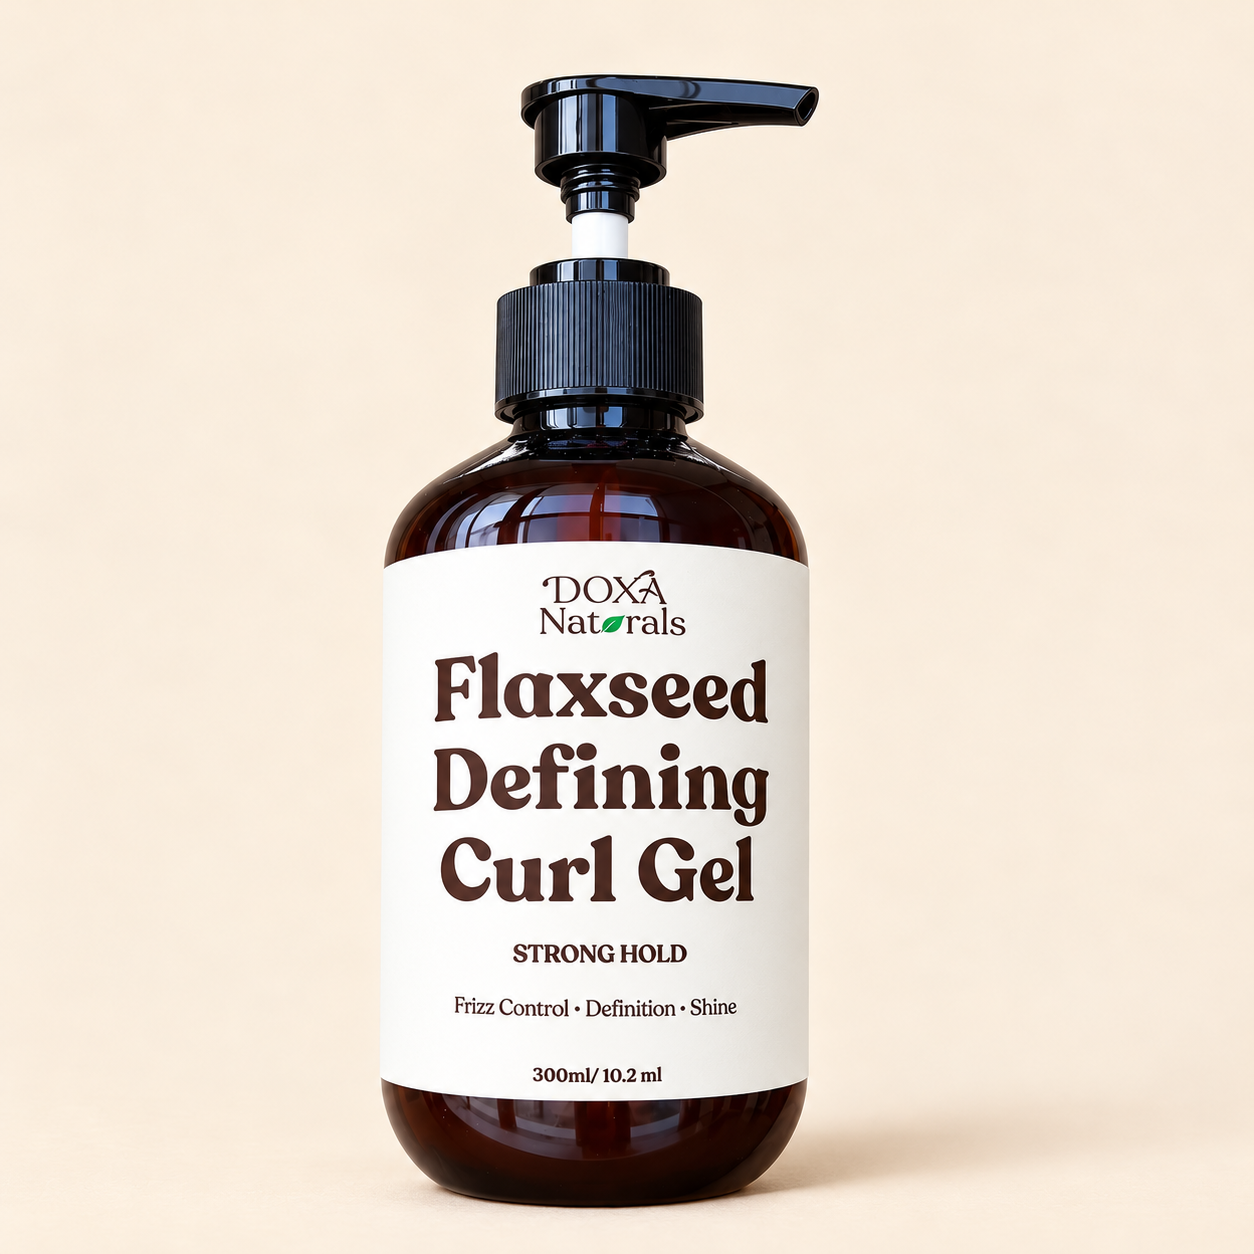 DOXA
Naturals
Flaxseed
Defining
Curl Gel
STRONG HOLD
Frizz Control • Definition • Shine
300ml/ 10.2 ml